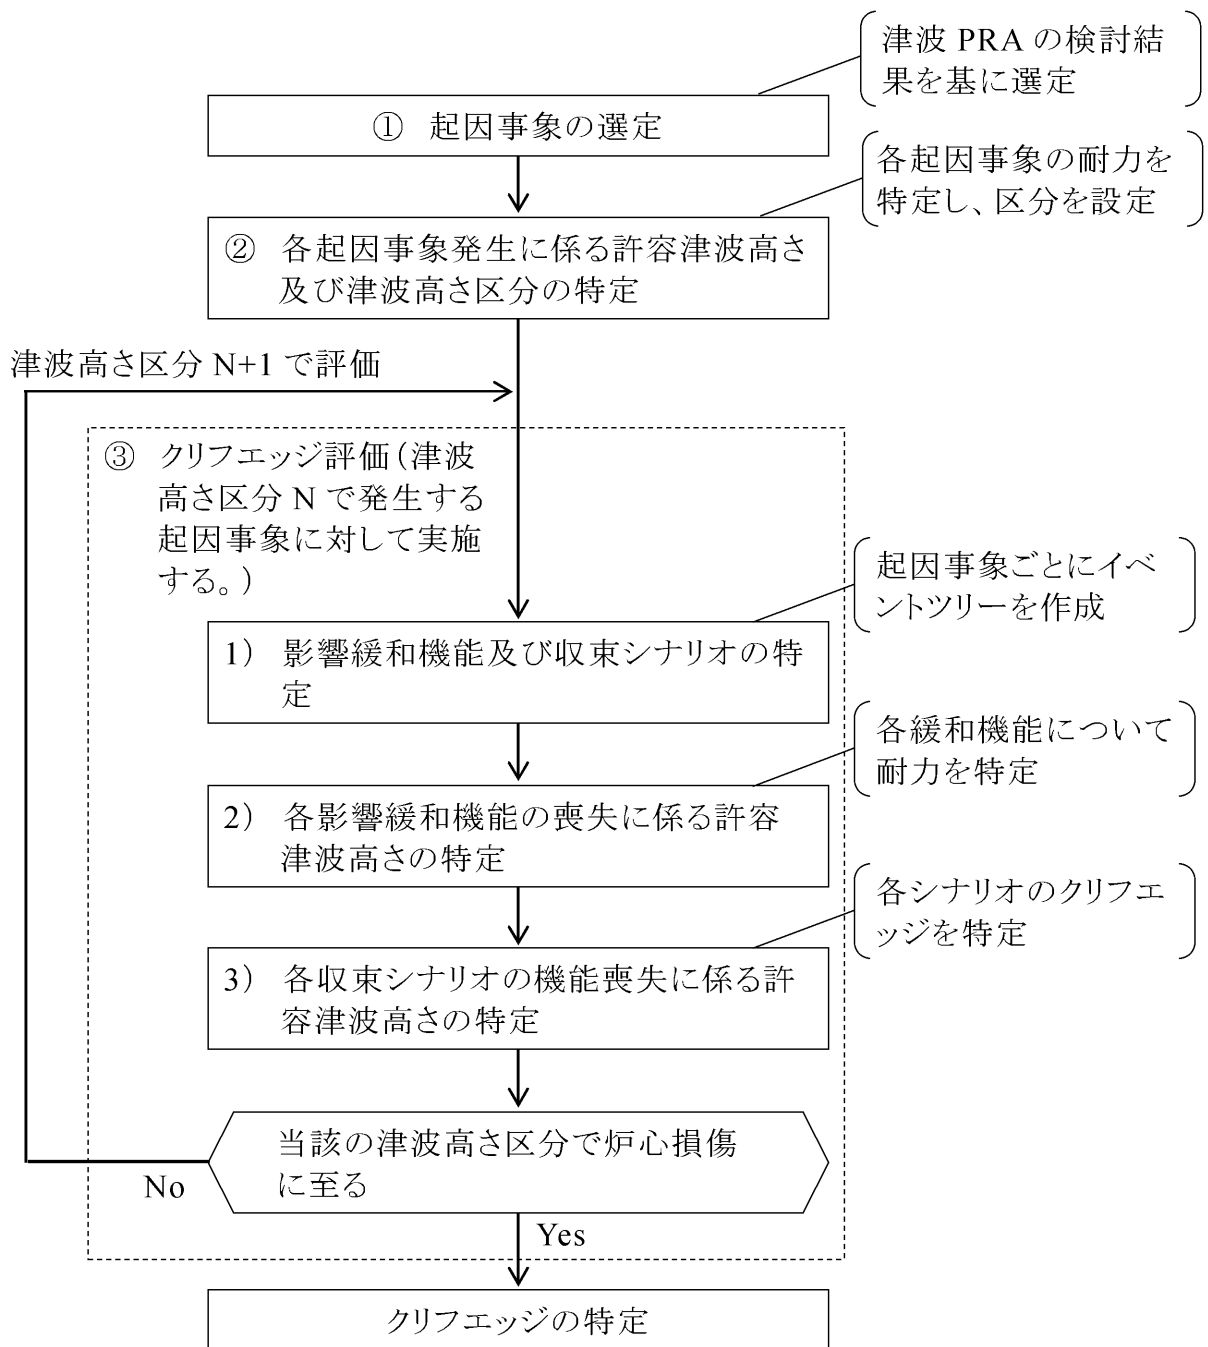 津波 PRA の検討結
果を基に選定
① 起因事象の選定
各起因事象の耐力を
特定し、区分を設定
② 各起因事象発生に係る許容津波高さ
及び津波高さ区分の特定
津波高さ区分 N+1 で評価
③ クリフエッジ評価(津波
高さ区分 N で発生する
起因事象に対して実施
する。)
起因事象ごとにイベ
ントツリーを作成
1) 影響緩和機能及び収束シナリオの特
定
各緩和機能について
耐力を特定
2) 各影響緩和機能の喪失に係る許容
津波高さの特定
各シナリオのクリフエ
ッジを特定
3) 各収束シナリオの機能喪失に係る許
容津波高さの特定
当該の津波高さ区分で炉心損傷
に至る
No
Yes
クリフエッジの特定